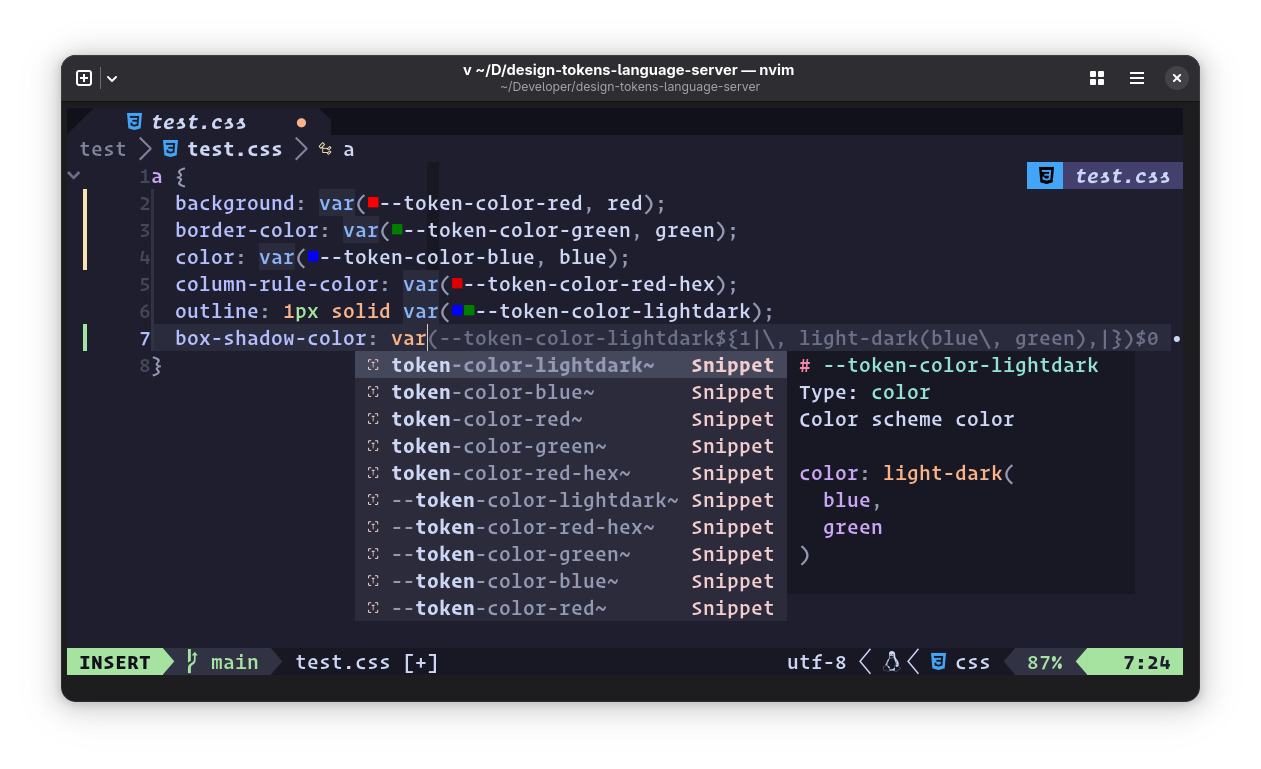 v ~/D/design-tokens-language-server — nvim
~/Developer/design-tokens-language-server
test.css
test test.css a
1 a {
test.css
2 background: var(--token-color-red, red);
3 border-color: var(--token-color-green, green);
4 color: var(--token-color-blue, blue);
5 column-rule-color: var(--token-color-red-hex);
6 outline: 1px solid var(--token-color-lightdark);
7 box-shadow-color: var(--token-color-lightdark${1|\, light-dark(blue\, green),|})$0
8 }
token-color-lightdark~ Snippet
token-color-blue~ Snippet
token-color-red~ Snippet
token-color-green~ Snippet
token-color-red-hex~ Snippet
--token-color-lightdark~ Snippet
--token-color-red-hex~ Snippet
--token-color-green~ Snippet
--token-color-blue~ Snippet
--token-color-red~ Snippet
# --token-color-lightdark
Type: color
Color scheme color
color: light-dark(
blue,
green
)
INSERT main test.css [+] utf-8 css 87% 7:24